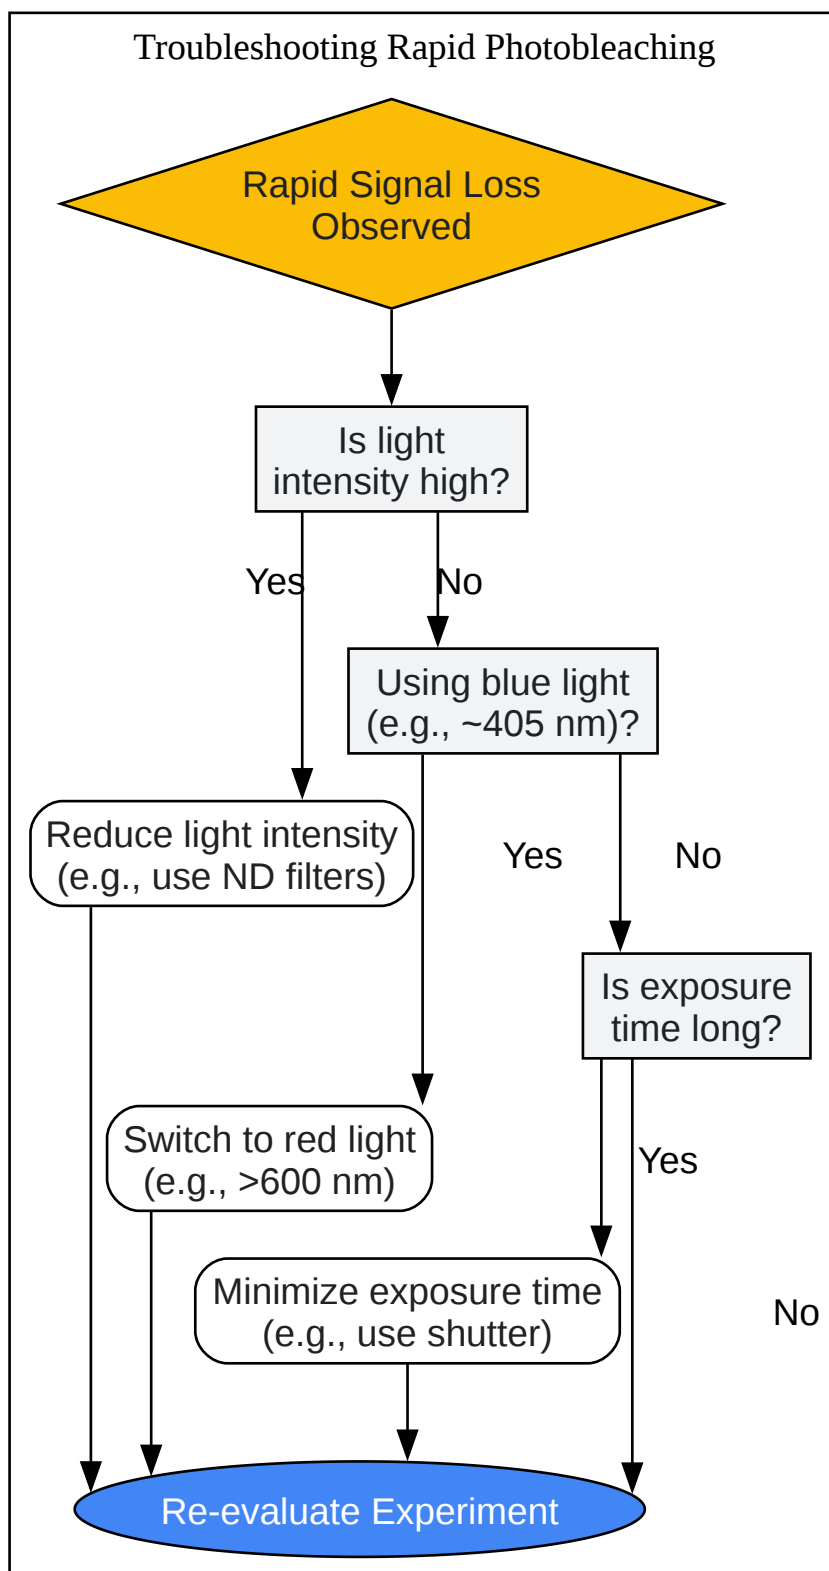 Troubleshooting Rapid Photobleaching
Rapid Signal Loss
Observed
Is light
intensity high?
Yes
No
Using blue light
(e.g., ~405 nm)?
Reduce light intensity
(e.g., use ND filters)
Yes
No
Is exposure
time long?
Switch to red light
(e.g., >600 nm)
Yes
Minimize exposure time
(e.g., use shutter)
No
Re-evaluate Experiment